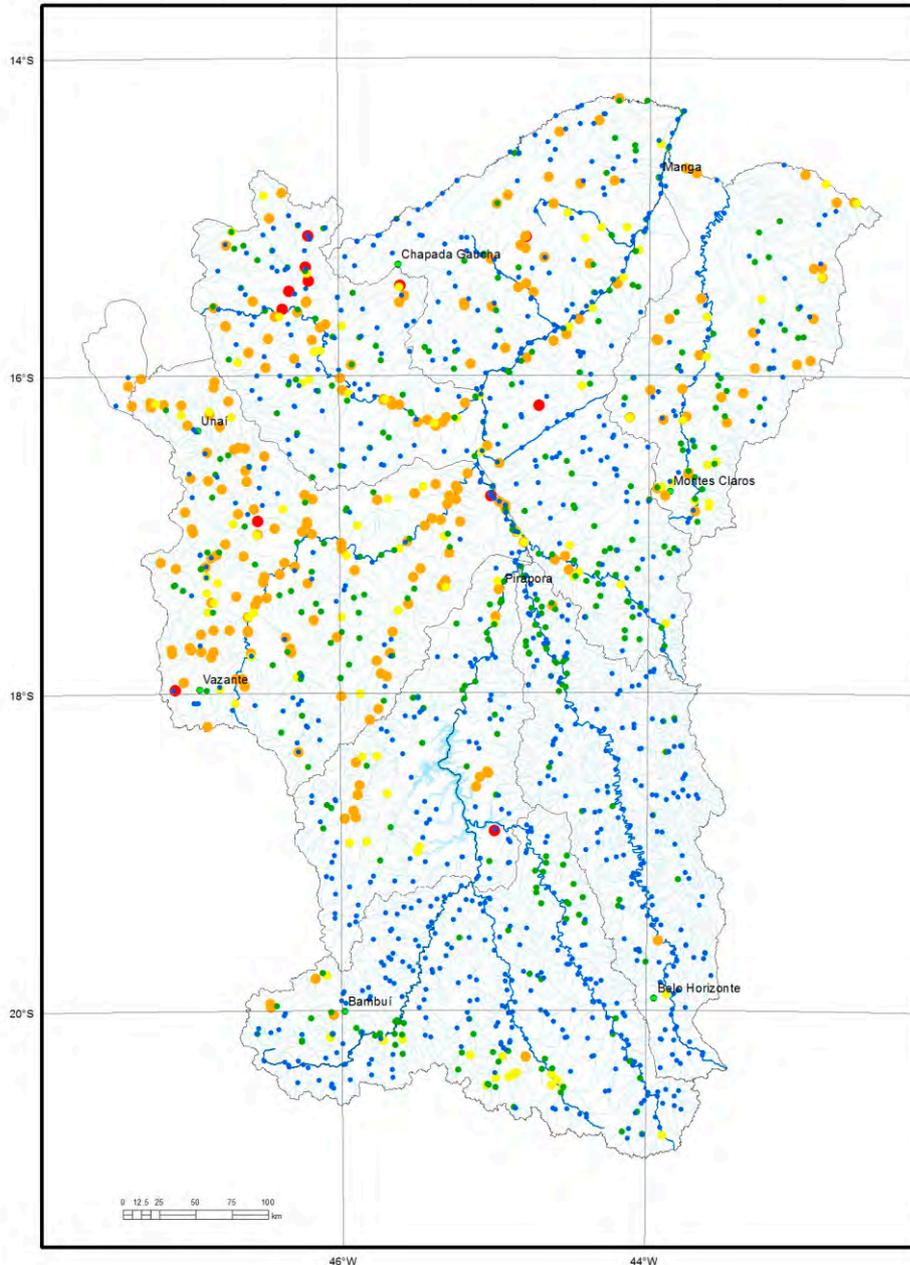 14°S
Manga
Chapada Gaúcha
16°S
Unaí
Montes Claros
Pirapora
18°S
Vazante
Belo Horizonte
Bambuí
20°S
0 12.5 25 50 75 100
km
46°W 44°W